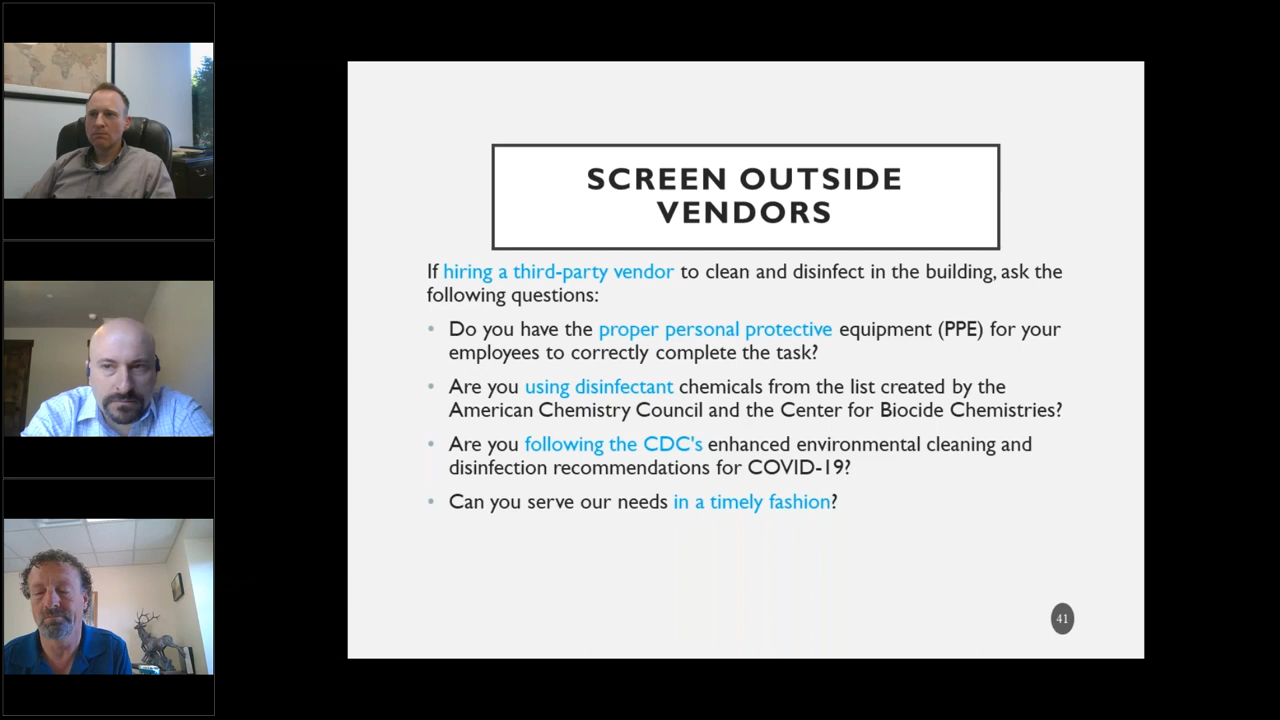 SCREEN OUTSIDE
VENDORS
If hiring a third-party vendor to clean and disinfect in the building, ask the
following questions:
• Do you have the proper personal protective equipment (PPE) for your
employees to correctly complete the task?
• Are you using disinfectant chemicals from the list created by the
American Chemistry Council and the Center for Biocide Chemistries?
• Are you following the CDC's enhanced environmental cleaning and
disinfection recommendations for COVID-19?
• Can you serve our needs in a timely fashion?
41